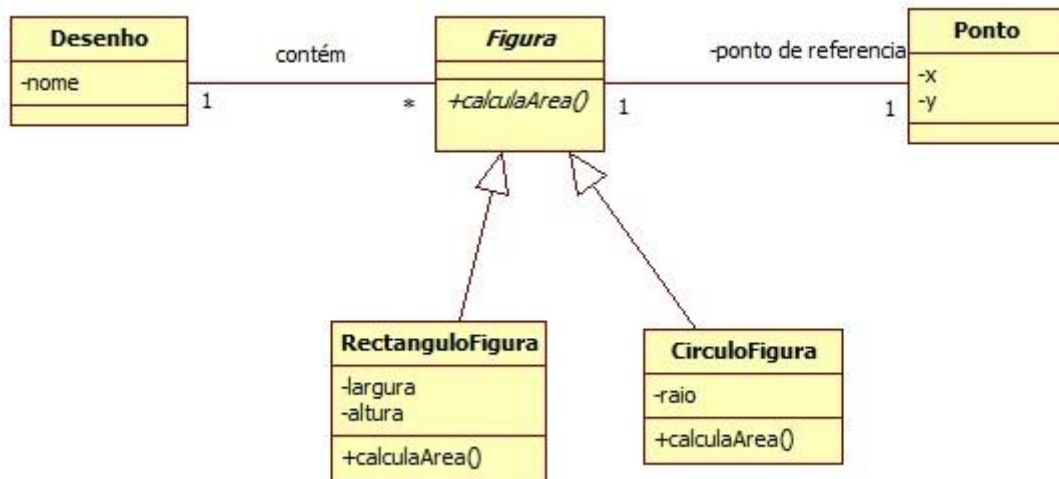 Desenho
-nome
contém
1
*
Figura
+calculaArea()
-ponto de referencia
1
1
Ponto
-x
-y
RectanguloFigura
-largura
-altura
+calculaArea()
CirculoFigura
-raio
+calculaArea()